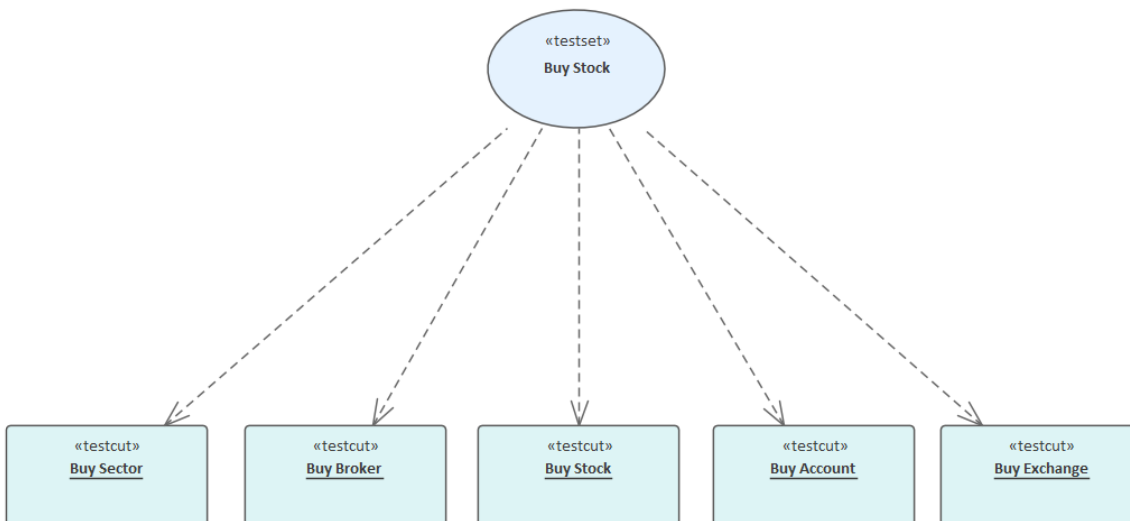 «testset»
Buy Stock
«testcut»
Buy Sector
«testcut»
Buy Broker
«testcut»
Buy Stock
«testcut»
Buy Account
«testcut»
Buy Exchange